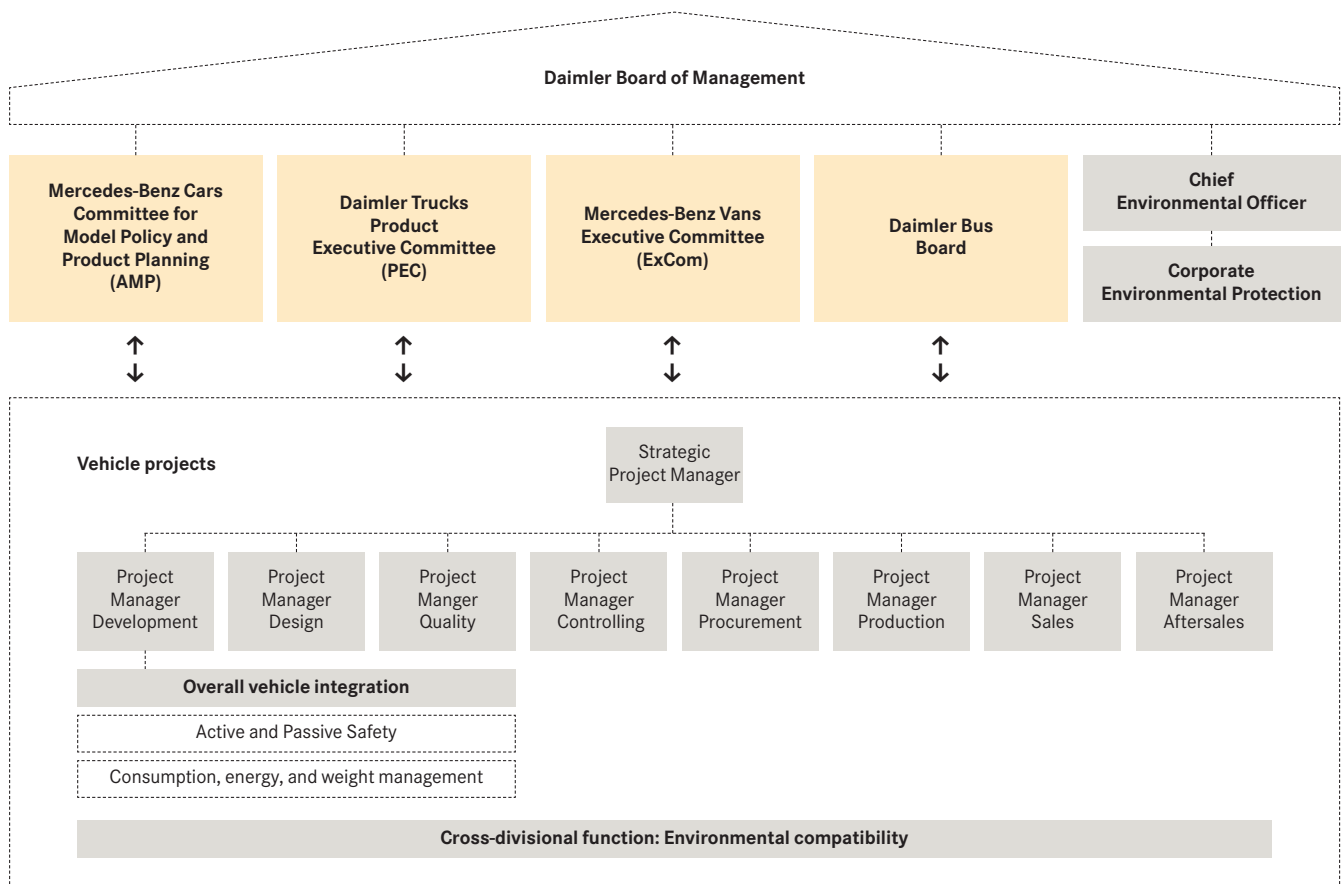 Daimler Board of Management
Mercedes-Benz Cars
Committee for
Model Policy and
Product Planning
(AMP)
Daimler Trucks
Product
Executive Committee
(PEC)
Mercedes-Benz Vans
Executive Committee
(ExCom)
Daimler Bus
Board
Chief
Environmental Officer
Corporate
Environmental Protection
Vehicle projects
Strategic
Project Manager
Project
Manager
Development
Project
Manager
Design
Project
Manger
Quality
Project
Manager
Controlling
Project
Manager
Procurement
Project
Manager
Production
Project
Manager
Sales
Project
Manager
Aftersales
Overall vehicle integration
Active and Passive Safety
Consumption, energy, and weight management
Cross-divisional function: Environmental compatibility